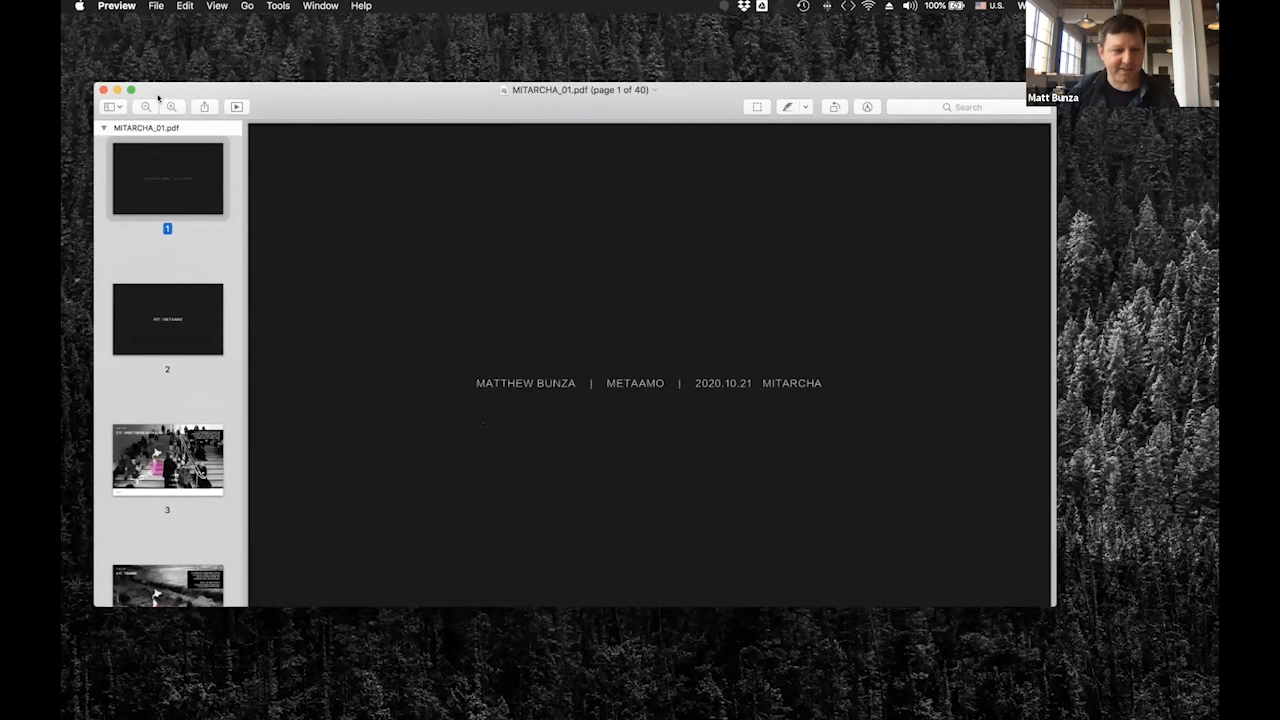 Preview File Edit View Go Tools Window Help
100% U.S.
Matt Bunza
MITARCHA_01.pdf (page 1 of 40)
Search
MITARCHA_01.pdf
1
2
3
MATTHEW BUNZA | METAAMO | 2020.10.21 MITARCHA